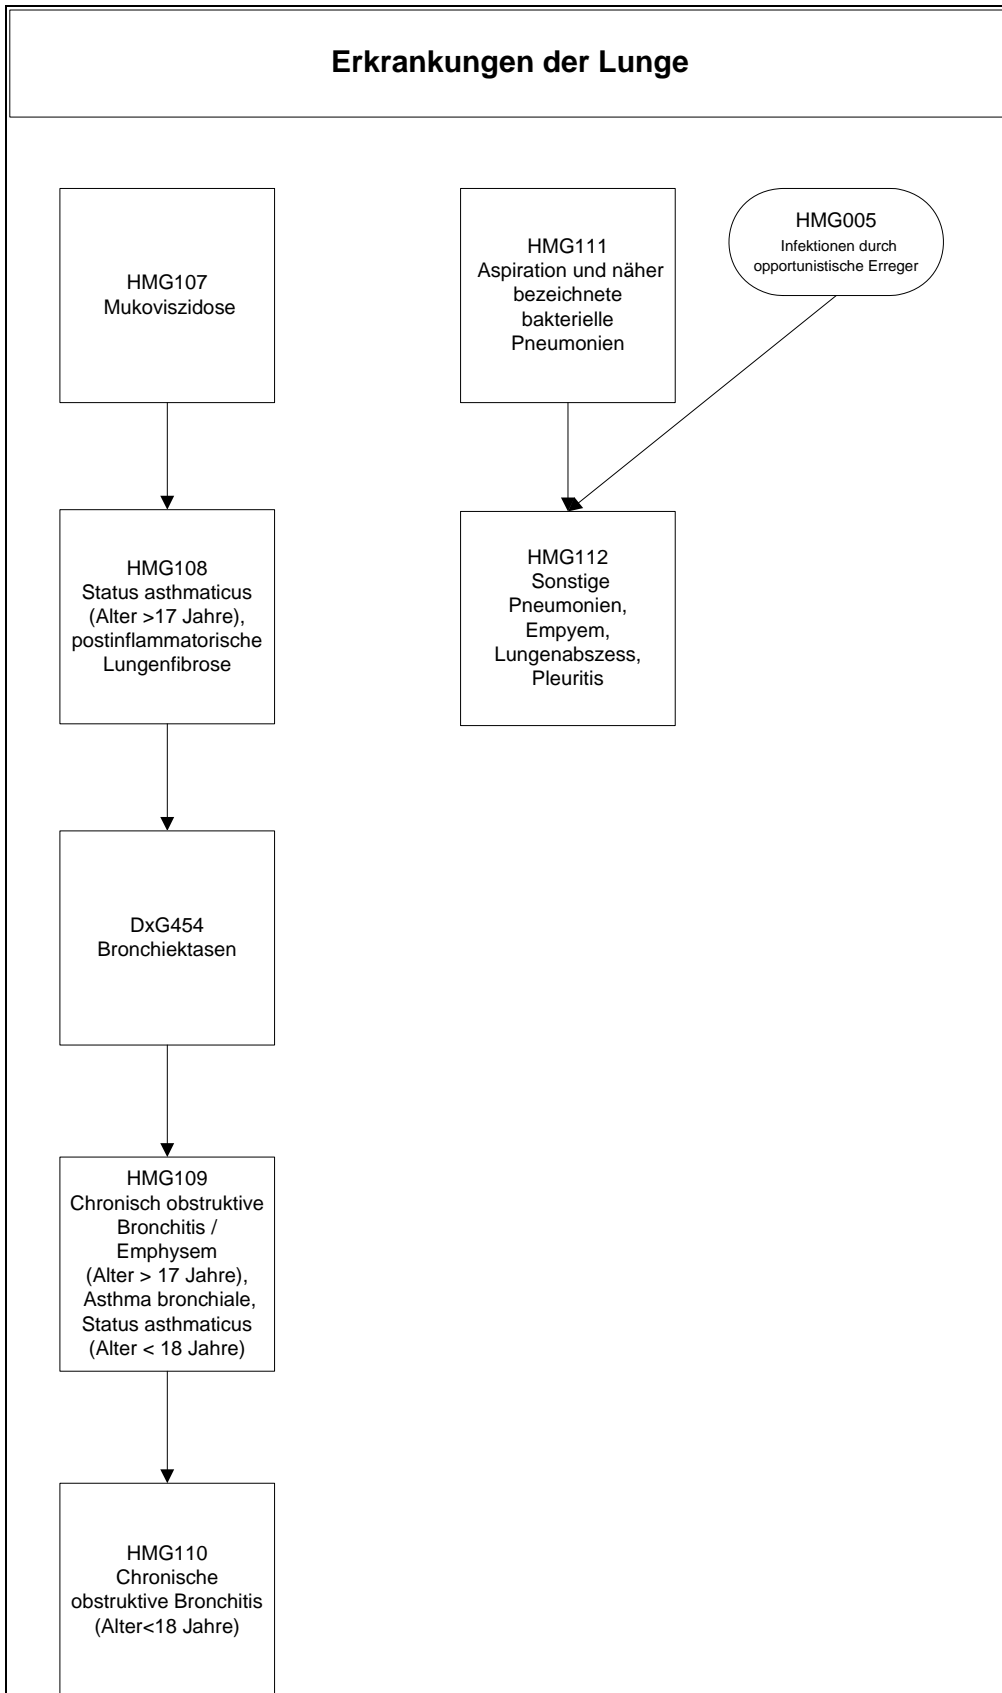 Erkrankungen der Lunge
HMG107
Mukoviszidose
HMG111
Aspiration und näher
bezeichnete
bakterielle
Pneumonien
HMG005
Infektionen durch
opportunistische Erreger
HMG108
Status asthmaticus
(Alter >17 Jahre),
postinflammatorische
Lungenfibrose
HMG112
Sonstige
Pneumonien,
Empyem,
Lungenabszess,
Pleuritis
DxG454
Bronchiektasen
HMG109
Chronisch obstruktive
Bronchitis /
Emphysem
(Alter > 17 Jahre),
Asthma bronchiale,
Status asthmaticus
(Alter < 18 Jahre)
HMG110
Chronische
obstruktive Bronchitis
(Alter<18 Jahre)